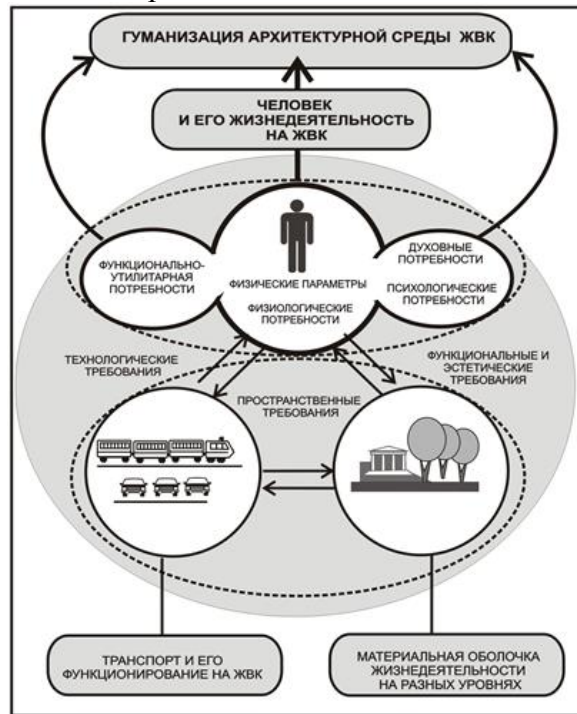 ГУМАНИЗАЦИЯ АРХИТЕКТУРНОЙ СРЕДЫ ЖВК
ЧЕЛОВЕК
И ЕГО ЖИЗНЕДЕЯТЕЛЬНОСТЬ
НА ЖВК
ФУНКЦИОНАЛЬНО-
УТИЛИТАРНАЯ
ПОТРЕБНОСТИ
ФИЗИЧЕСКИЕ ПАРАМЕТРЫ
ФИЗИОЛОГИЧЕСКИЕ
ПОТРЕБНОСТИ
ДУХОВНЫЕ
ПОТРЕБНОСТИ
ПСИХОЛОГИЧЕСКИЕ
ПОТРЕБНОСТИ
ТЕХНОЛОГИЧЕСКИЕ
ТРЕБОВАНИЯ
ПРОСТРАНСТВЕННЫЕ
ТРЕБОВАНИЯ
ФУНКЦИОНАЛЬНЫЕ И
ЭСТЕТИЧЕСКИЕ
ТРЕБОВАНИЯ
ТРАНСПОРТ И ЕГО
ФУНКЦИОНИРОВАНИЕ НА ЖВК
МАТЕРИАЛЬНАЯ ОБОЛОЧКА
ЖИЗНЕДЕЯТЕЛЬНОСТИ
НА РАЗНЫХ УРОВНЯХ